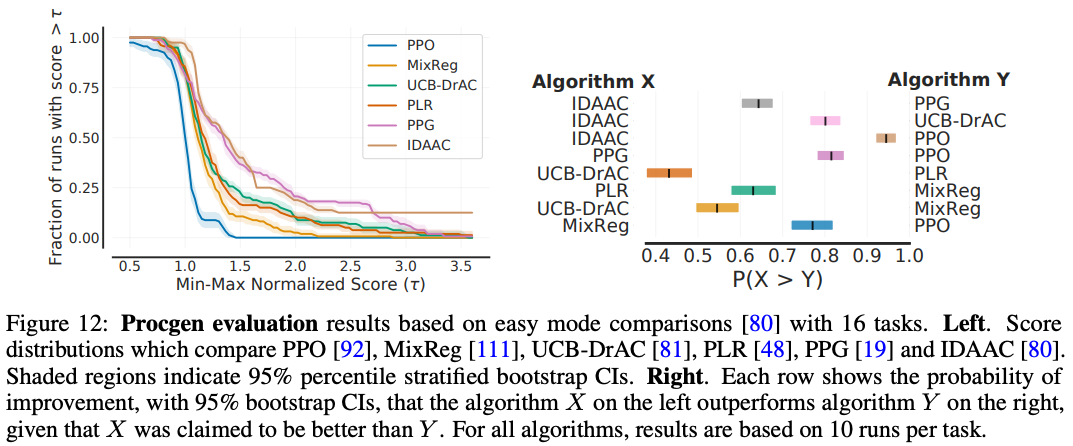 Fraction of runs with score > τ
1.00
0.75
0.50
0.25
0.00
0.5 1.0 1.5 2.0 2.5 3.0 3.5
Min-Max Normalized Score (τ)
PPO
MixReg
UCB-DrAC
PLR
PPG
IDAAC
Algorithm X Algorithm Y
IDAAC PPG
IDAAC UCB-DrAC
IDAAC PPO
PPG PPO
UCB-DrAC PLR
PLR MixReg
UCB-DrAC MixReg
MixReg PPO
0.4 0.5 0.6 0.7 0.8 0.9 1.0
P(X > Y)
Figure 12: Procgen evaluation results based on easy mode comparisons [80] with 16 tasks. Left. Score
distributions which compare PPO [92], MixReg [111], UCB-DrAC [81], PLR [48], PPG [19] and IDAAC [80].
Shaded regions indicate 95% percentile stratified bootstrap CIs. Right. Each row shows the probability of
improvement, with 95% bootstrap CIs, that the algorithm X on the left outperforms algorithm Y on the right,
given that X was claimed to be better than Y. For all algorithms, results are based on 10 runs per task.